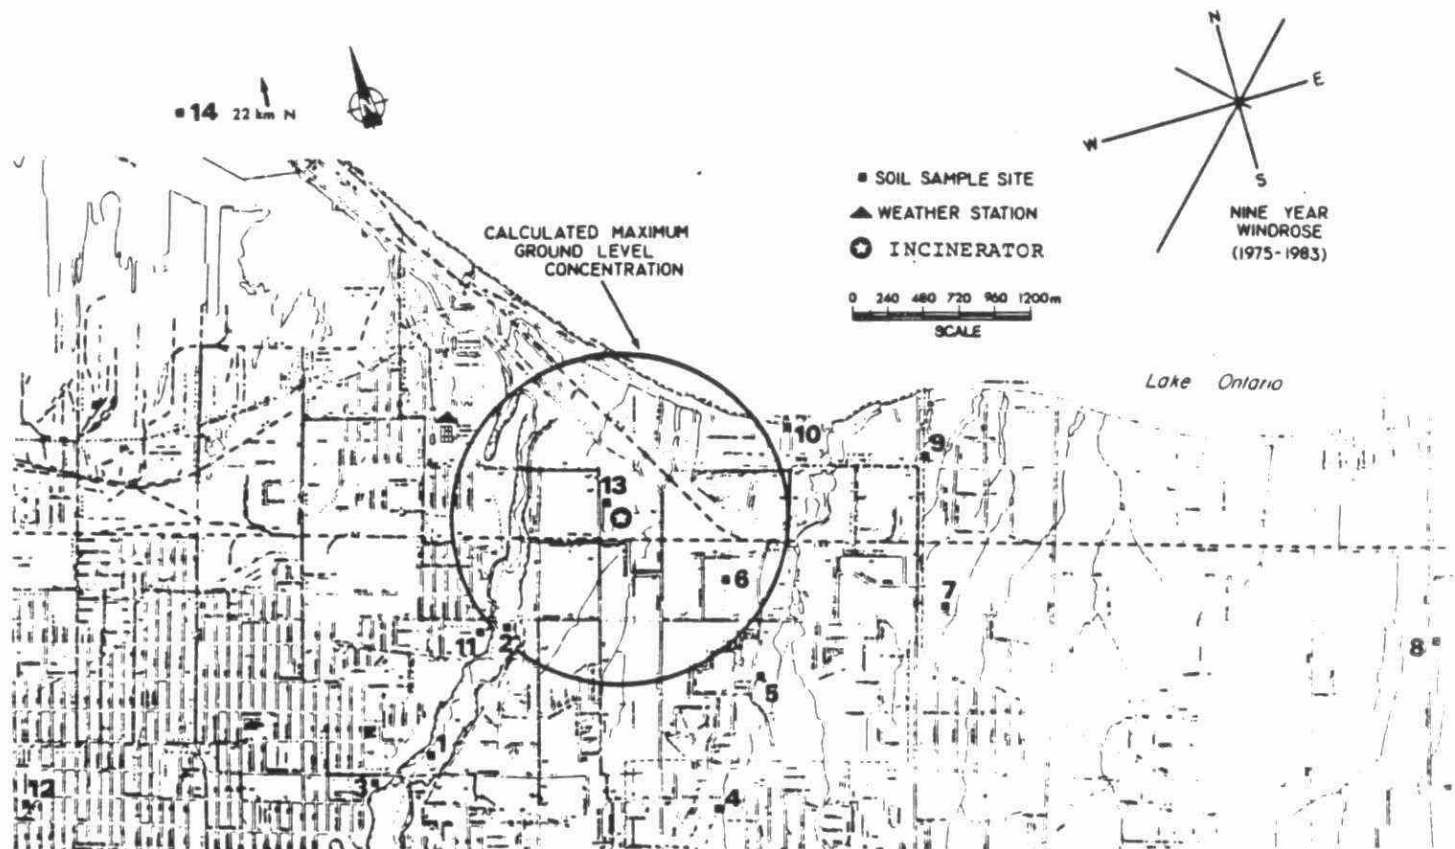 N
E
W
S
14 22 km N
N
SOIL SAMPLE SITE
WEATHER STATION
INCINERATOR
NINE YEAR
WINDROSE
(1975-1983)
CALCULATED MAXIMUM
GROUND LEVEL
CONCENTRATION
0 240 480 720 960 1200m
SCALE
Lake Ontario
10
9
13
6
7
11
2
8
5
1
3
12
4